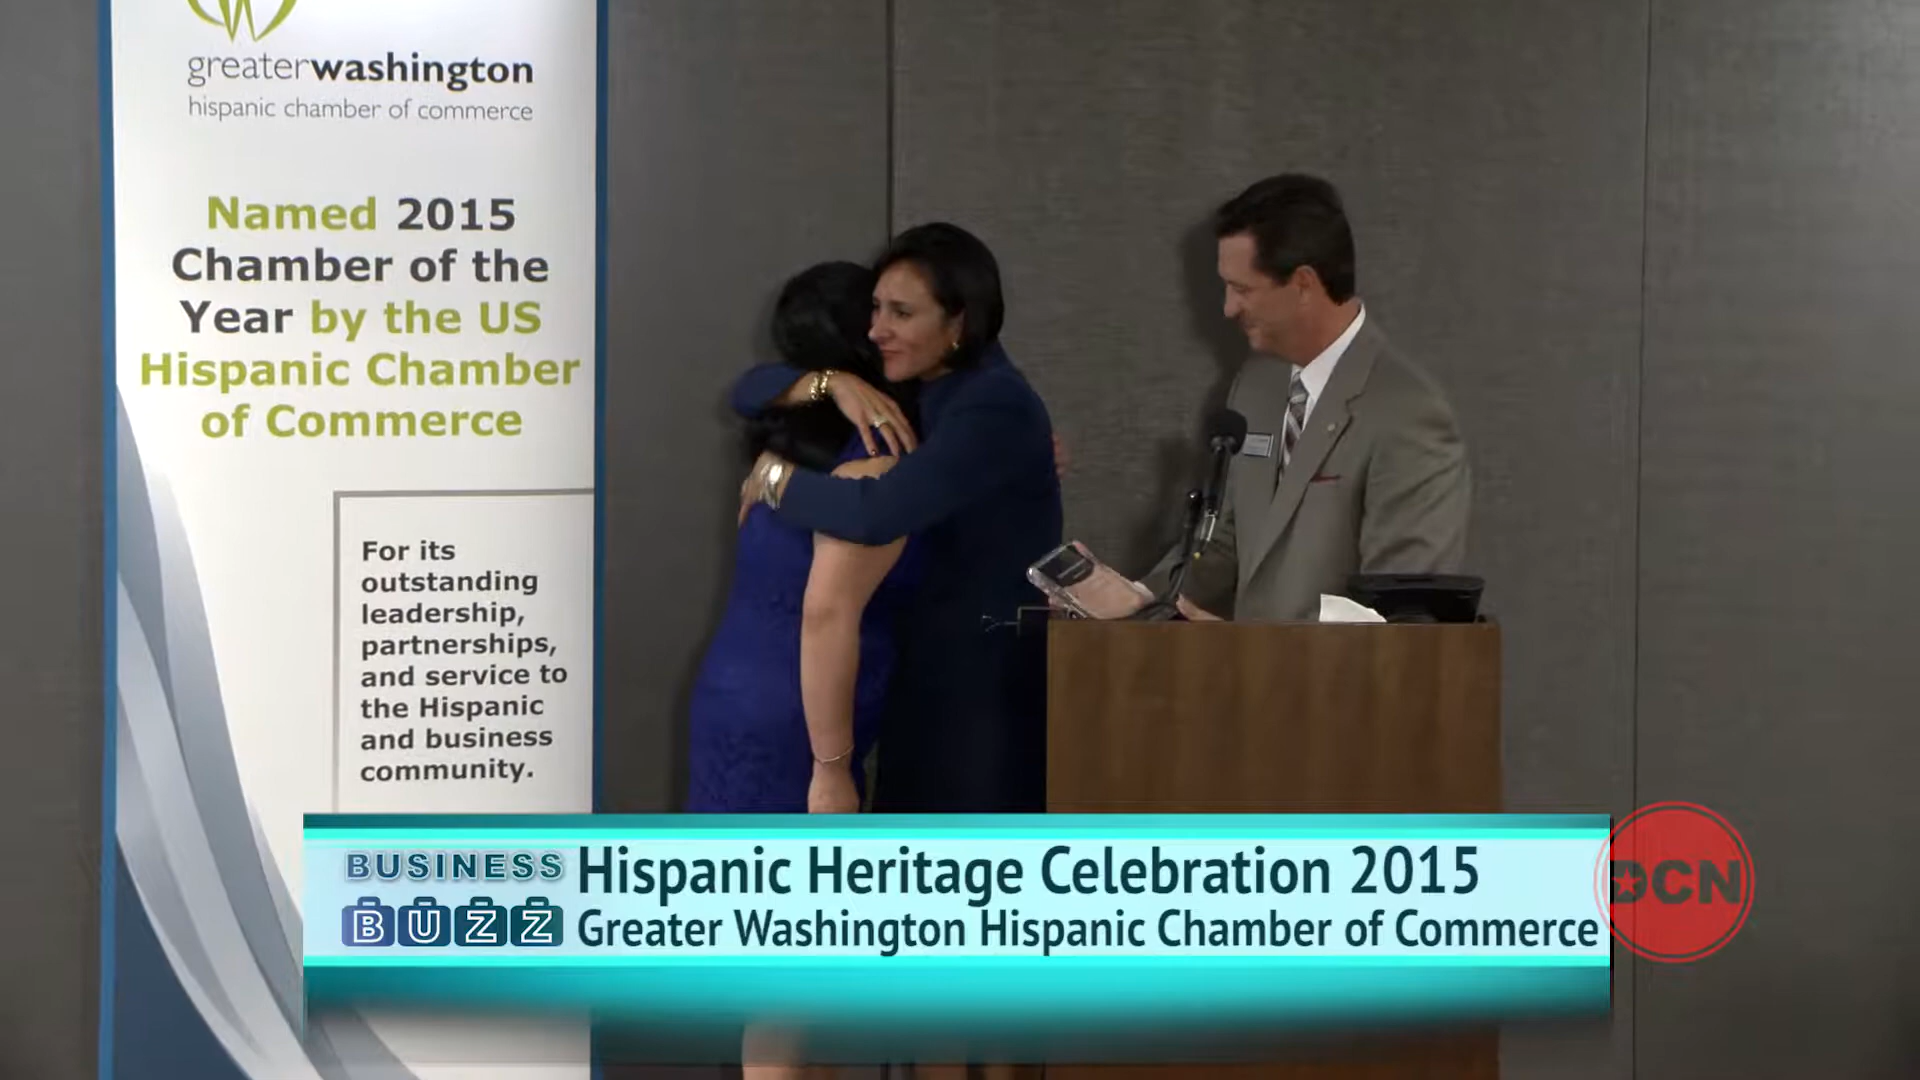 greaterwashington
hispanic chamber of commerce
Named 2015
Chamber of the
Year by the US
Hispanic Chamber
of Commerce
For its
outstanding
leadership,
partnerships,
and service to
the Hispanic
and business
community.
BUSINESS
BUZZ
Hispanic Heritage Celebration 2015
Greater Washington Hispanic Chamber of Commerce
DCN